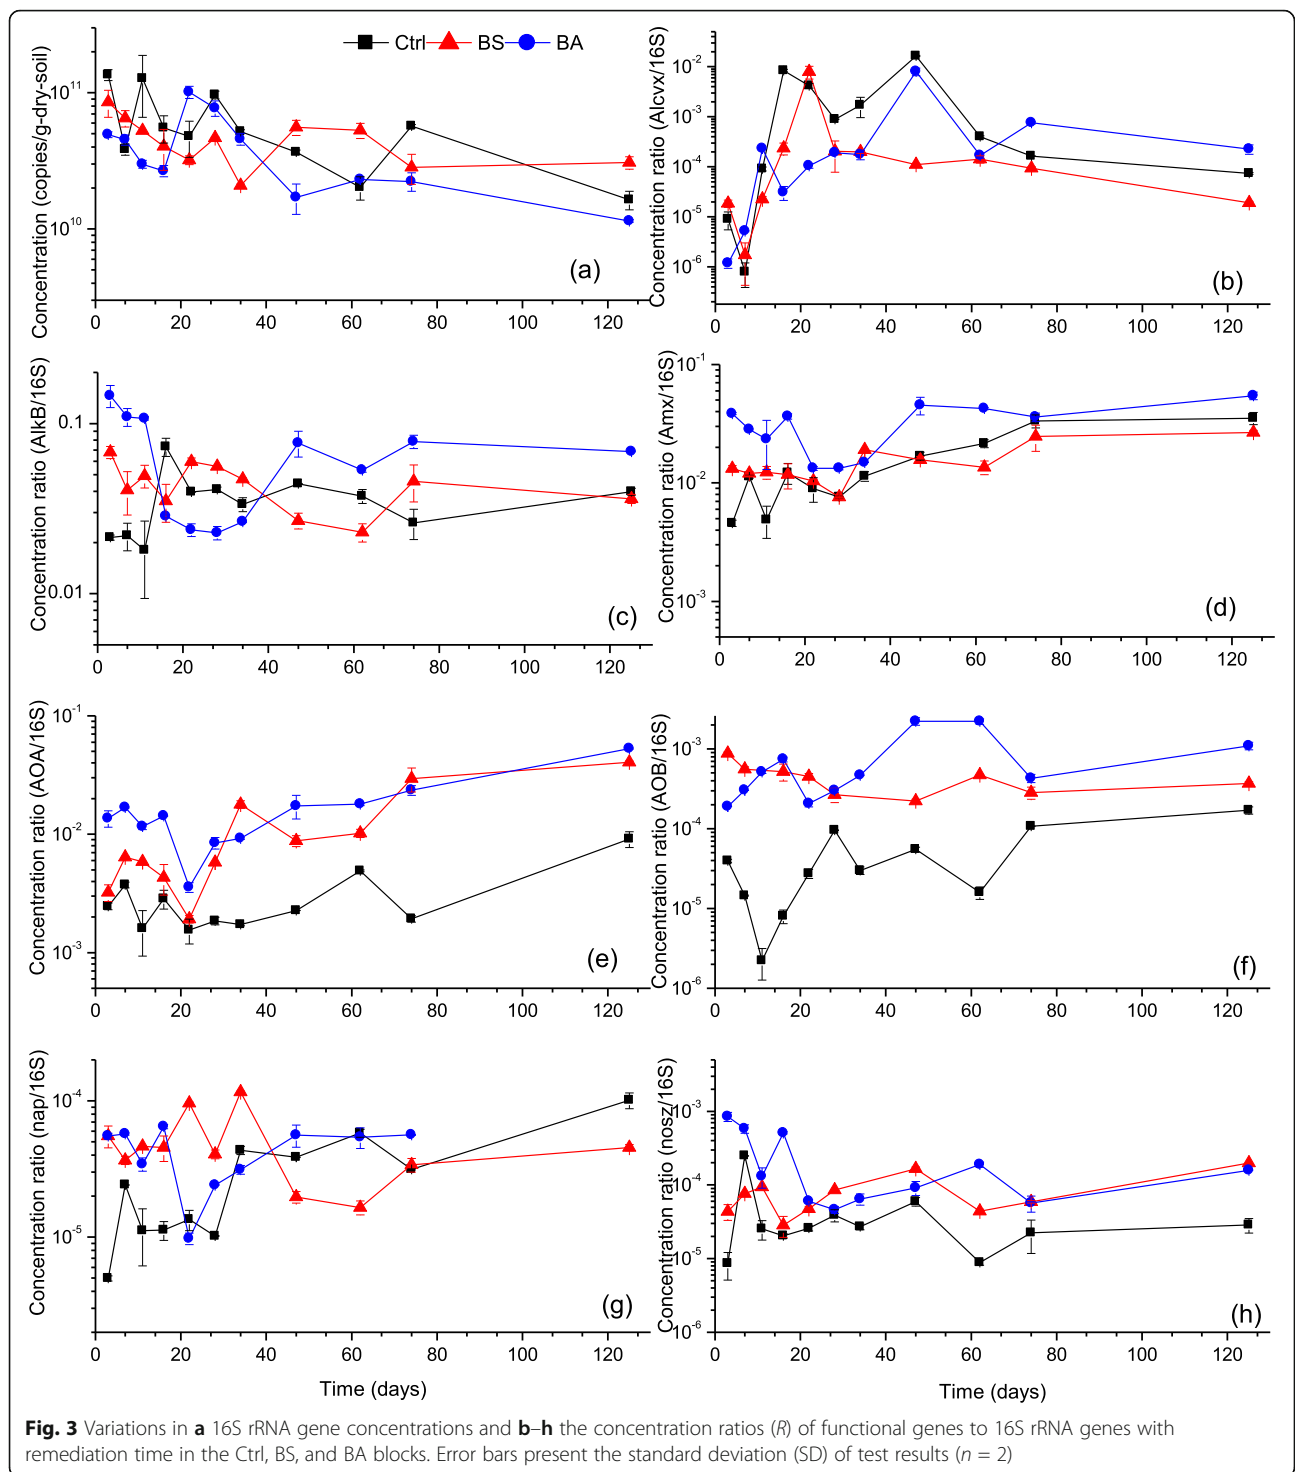 Ctrl BS BA
Concentration (copies/g-dry-soil)
10^11
10^10
(a)
0 20 40 60 80 100 120
Concentration ratio (Alcvx/16S)
10^-2
10^-3
10^-4
10^-5
10^-6
(b)
0 20 40 60 80 100 120
Concentration ratio (AlkB/16S)
0.1
0.01
(c)
0 20 40 60 80 100 120
Concentration ratio (Amx/16S)
10^-1
10^-2
10^-3
(d)
0 20 40 60 80 100 120
Concentration ratio (AOA/16S)
10^-1
10^-2
10^-3
(e)
0 20 40 60 80 100 120
Concentration ratio (AOB/16S)
10^-3
10^-4
10^-5
10^-6
(f)
0 20 40 60 80 100 120
Concentration ratio (nap/16S)
10^-4
10^-5
(g)
0 20 40 60 80 100 120
Time (days)
Concentration ratio (nosz/16S)
10^-3
10^-4
10^-5
10^-6
(h)
0 20 40 60 80 100 120
Time (days)
Fig. 3 Variations in a 16S rRNA gene concentrations and b–h the concentration ratios (R) of functional genes to 16S rRNA genes with
remediation time in the Ctrl, BS, and BA blocks. Error bars present the standard deviation (SD) of test results (n = 2)